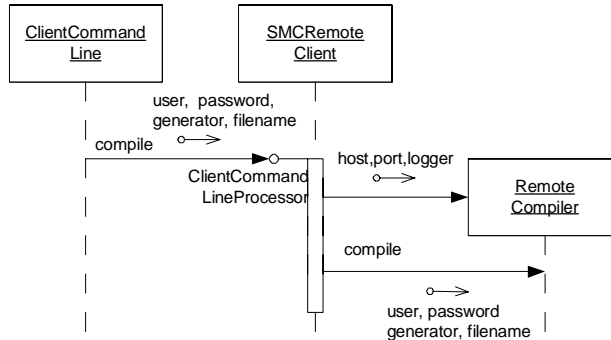 ClientCommand
Line
SMCRemote
Client
user, password,
generator, filename
compile
ClientCommand
LineProcessor
host,port,logger
Remote
Compiler
compile
user, password
generator, filename